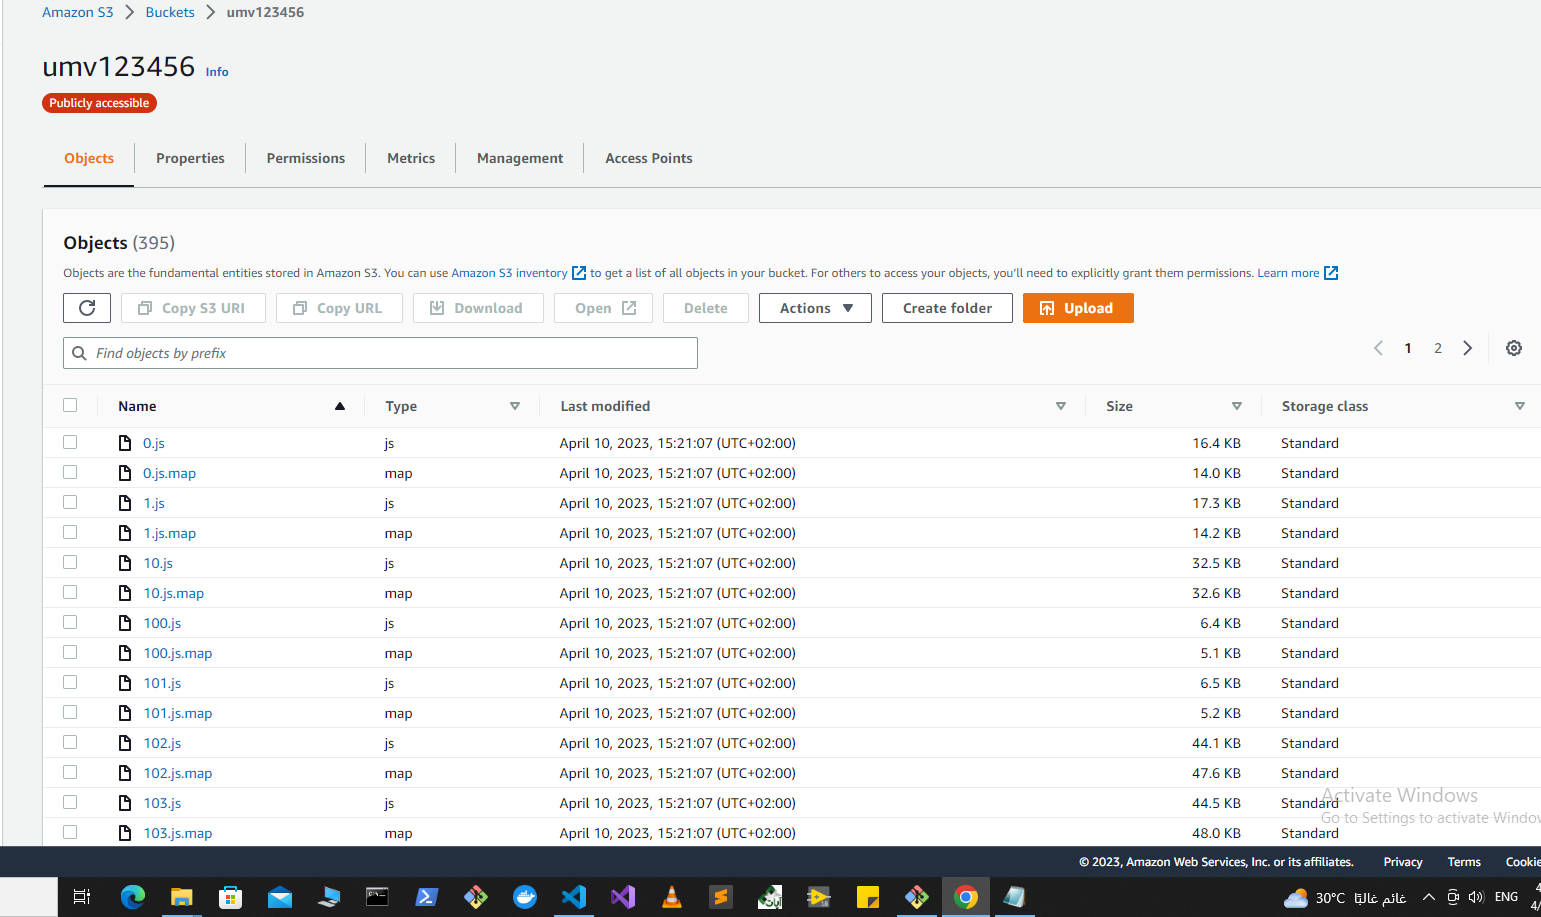 Amazon S3 > Buckets > umv123456
umv123456 Info
Publicly accessible
Objects Properties Permissions Metrics Management Access Points
Objects (395)
Objects are the fundamental entities stored in Amazon S3. You can use Amazon S3 inventory to get a list of all objects in your bucket. For others to access your objects, you'll need to explicitly grant them permissions. Learn more
Copy S3 URI Copy URL Download Open Delete Actions Create folder Upload
Find objects by prefix
1 2
Name Type Last modified Size Storage class
0.js js April 10, 2023, 15:21:07 (UTC+02:00) 16.4 KB Standard
0.js.map map April 10, 2023, 15:21:07 (UTC+02:00) 14.0 KB Standard
1.js js April 10, 2023, 15:21:07 (UTC+02:00) 17.3 KB Standard
1.js.map map April 10, 2023, 15:21:07 (UTC+02:00) 14.2 KB Standard
10.js js April 10, 2023, 15:21:07 (UTC+02:00) 32.5 KB Standard
10.js.map map April 10, 2023, 15:21:07 (UTC+02:00) 32.6 KB Standard
100.js js April 10, 2023, 15:21:07 (UTC+02:00) 6.4 KB Standard
100.js.map map April 10, 2023, 15:21:07 (UTC+02:00) 5.1 KB Standard
101.js js April 10, 2023, 15:21:07 (UTC+02:00) 6.5 KB Standard
101.js.map map April 10, 2023, 15:21:07 (UTC+02:00) 5.2 KB Standard
102.js js April 10, 2023, 15:21:07 (UTC+02:00) 44.1 KB Standard
102.js.map map April 10, 2023, 15:21:07 (UTC+02:00) 47.6 KB Standard
103.js js April 10, 2023, 15:21:07 (UTC+02:00) 44.5 KB Standard
103.js.map map April 10, 2023, 15:21:07 (UTC+02:00) 48.0 KB Standard
Activate Windows
Go to Settings to activate Window
© 2023, Amazon Web Services, Inc. or its affiliates. Privacy Terms Cookie
30°C غائم غالبًا ENG